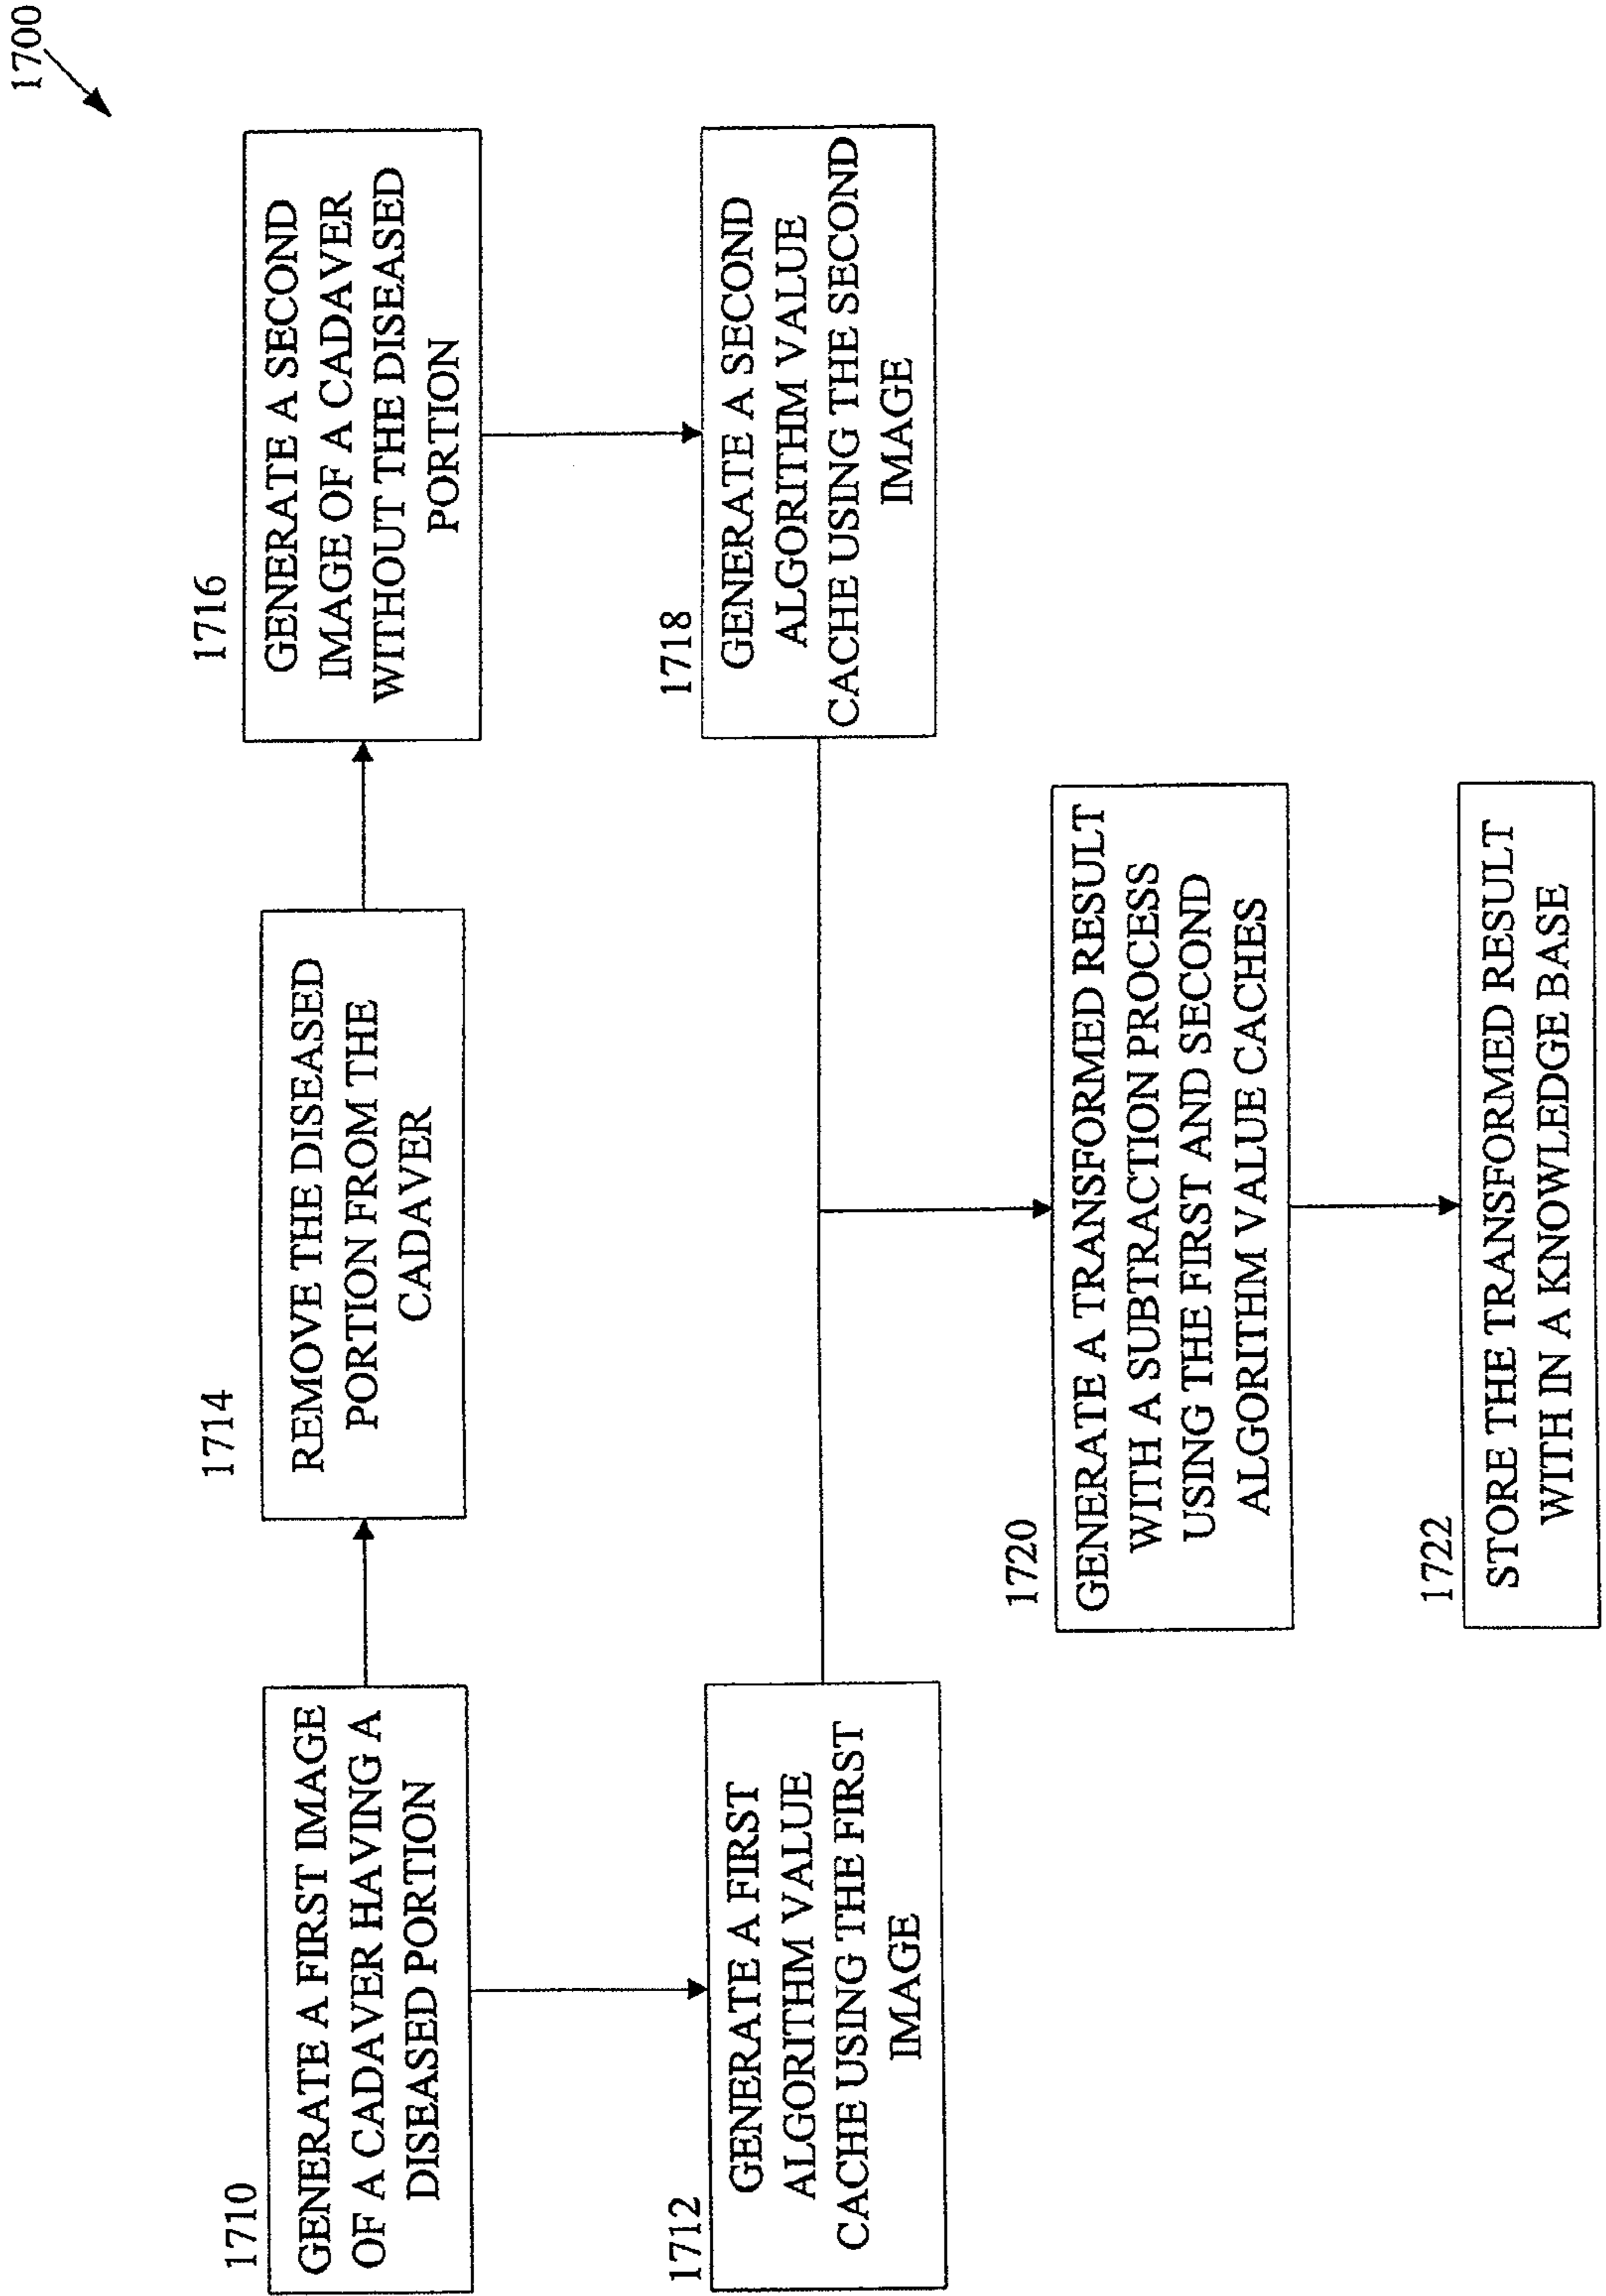 1700
1710
GENERATE A FIRST IMAGE
OF A CADAVER HAVING A
DISEASED PORTION
1714
REMOVE THE DISEASED
PORTION FROM THE
CADAVER
1716
GENERATE A SECOND
IMAGE OF A CADAVER
WITHOUT THE DISEASED
PORTION
1712
GENERATE A FIRST
ALGORITHM VALUE
CACHE USING THE FIRST
IMAGE
1718
GENERATE A SECOND
ALGORITHM VALUE
CACHE USING THE SECOND
IMAGE
1720
GENERATE A TRANSFORMED RESULT
WITH A SUBTRACTION PROCESS
USING THE FIRST AND SECOND
ALGORITHM VALUE CACHES
1722
STORE THE TRANSFORMED RESULT
WITH IN A KNOWLEDGE BASE